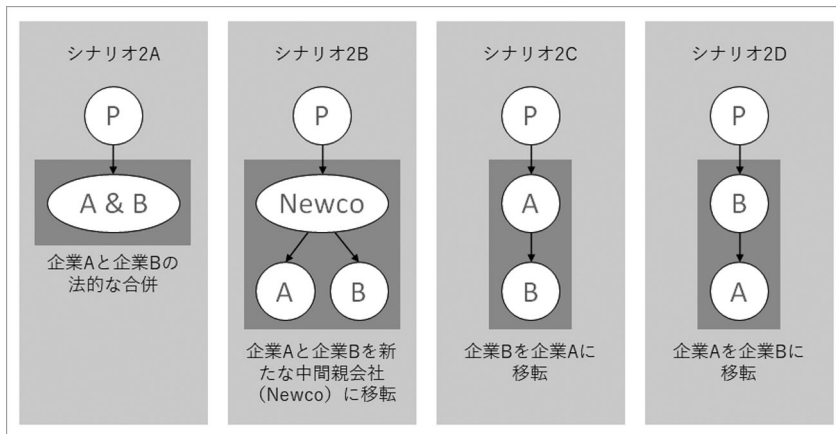 シナリオ2A
P
A & B
企業Aと企業Bの
法的な合併
シナリオ2B
P
Newco
A
B
企業Aと企業Bを新
たな中間親会社
（Newco）に移転
シナリオ2C
P
A
B
企業Bを企業Aに
移転
シナリオ2D
P
B
A
企業Aを企業Bに
移転